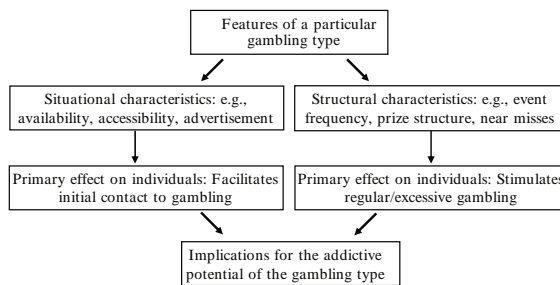 Features of a particular
gambling type
Situational characteristics: e.g.,
availability, accessibility, advertisement
Structural characteristics: e.g., event
frequency, prize structure, near misses
Primary effect on individuals: Facilitates
initial contact to gambling
Primary effect on individuals: Stimulates
regular/excessive gambling
Implications for the addictive
potential of the gambling type